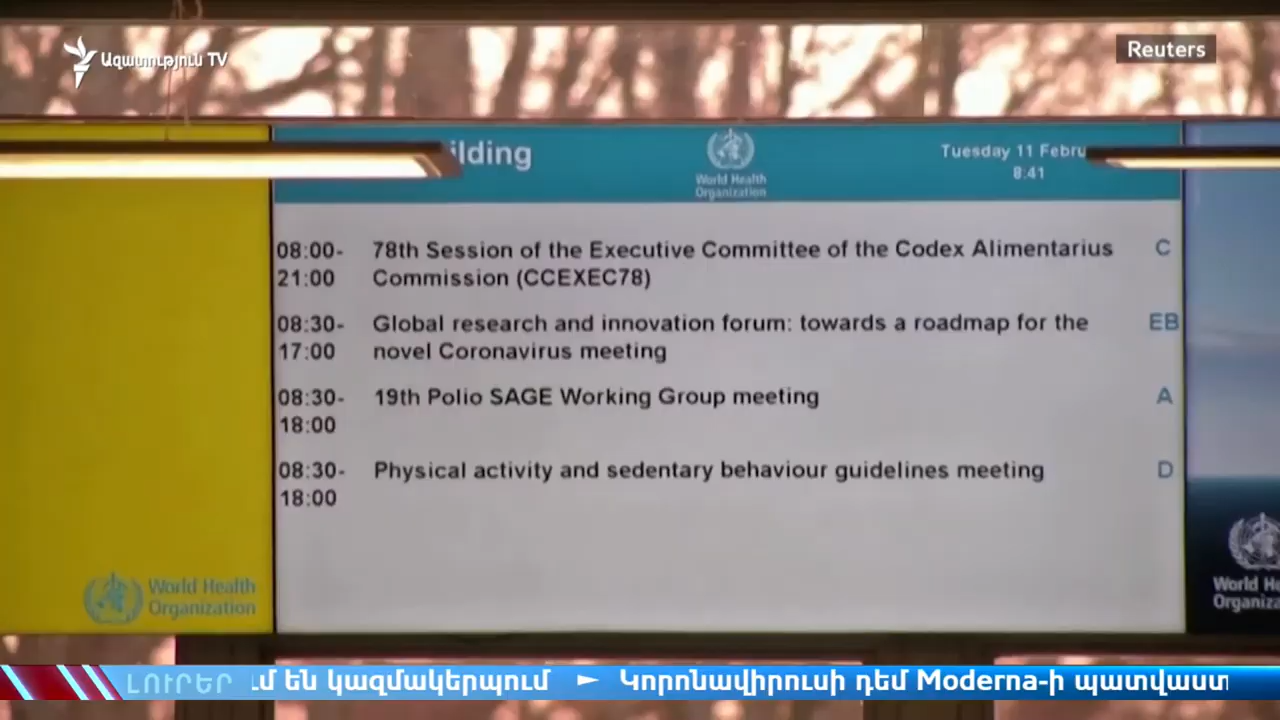 Ազատություն TV
Reuters
ilding
World Health
Organization
Tuesday 11 Febru
8:41
08:00-
21:00
78th Session of the Executive Committee of the Codex Alimentarius
Commission (CCEXEC78)
C
08:30-
17:00
Global research and innovation forum: towards a roadmap for the
novel Coronavirus meeting
EB
08:30-
18:00
19th Polio SAGE Working Group meeting
A
08:30-
18:00
Physical activity and sedentary behaviour guidelines meeting
D
World Health
Organization
World He
Organiza
ԼՈՒՐԵՐ
ւմ են կազմակերպում ► Կորոնավիրուսի դեմ Moderna-ի պատվաստ